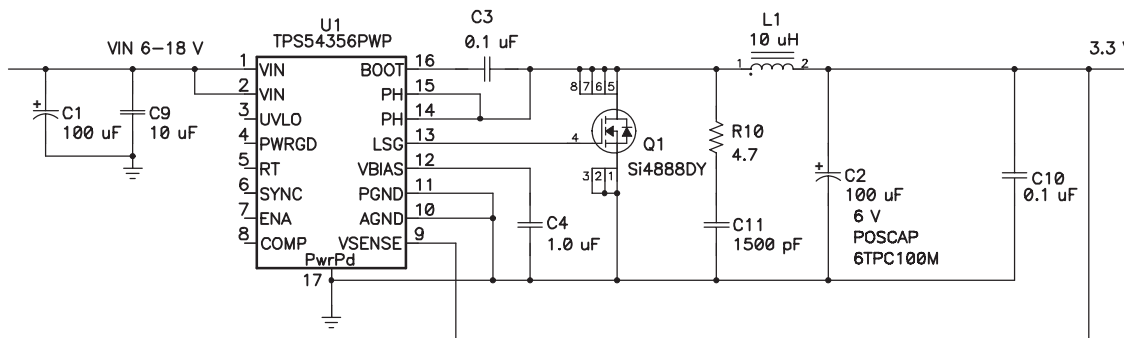 VIN 6-18 V
C1
100 uF
C9
10 uF
U1
TPS54356PWP
1 VIN BOOT 16
2 VIN PH 15
3 UVLO PH 14
4 PWRGD LSG 13
5 RT VBIAS 12
6 SYNC PGND 11
7 ENA AGND 10
8 COMP VSENSE 9
PwrPd
17
C3
0.1 uF
C4
1.0 uF
8 7 6 5
4
Q1
Si4888DY
3 2 1
R10
4.7
C11
1500 pF
L1
10 uH
1 2
C2
100 uF
6 V
POSCAP
6TPC100M
C10
0.1 uF
3.3 V